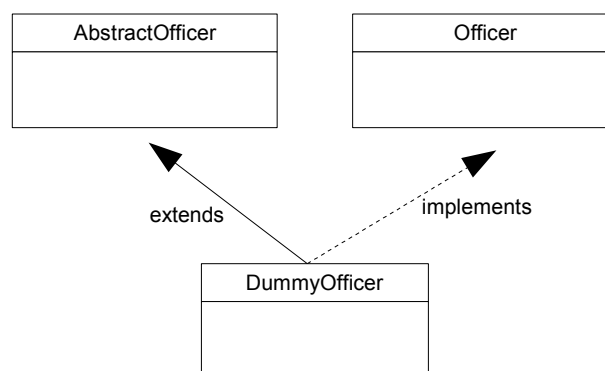 AbstractOfficer
Officer
extends
implements
DummyOfficer